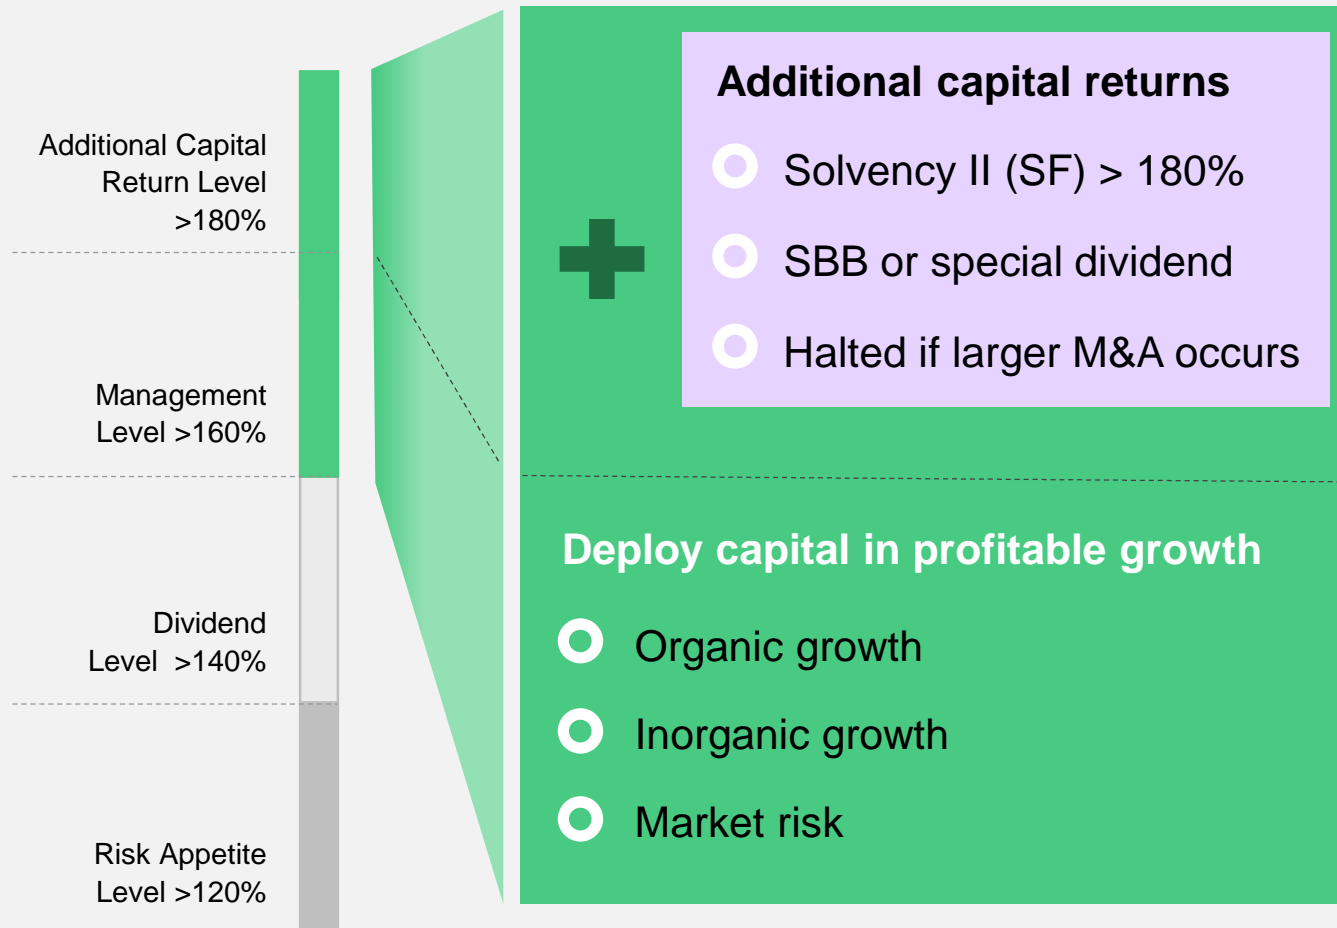 Additional Capital
Return Level
>180%
Management
Level >160%
Dividend
Level >140%
Risk Appetite
Level >120%
Additional capital returns
Solvency II (SF) > 180%
SBB or special dividend
Halted if larger M&A occurs
Deploy capital in profitable growth
Organic growth
Inorganic growth
Market risk